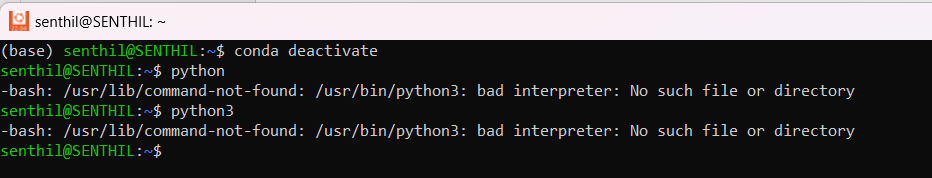 senthil@SENTHIL: ~
(base) senthil@SENTHIL:~$ conda deactivate
senthil@SENTHIL:~$ python
-bash: /usr/lib/command-not-found: /usr/bin/python3: bad interpreter: No such file or directory
senthil@SENTHIL:~$ python3
-bash: /usr/lib/command-not-found: /usr/bin/python3: bad interpreter: No such file or directory
senthil@SENTHIL:~$